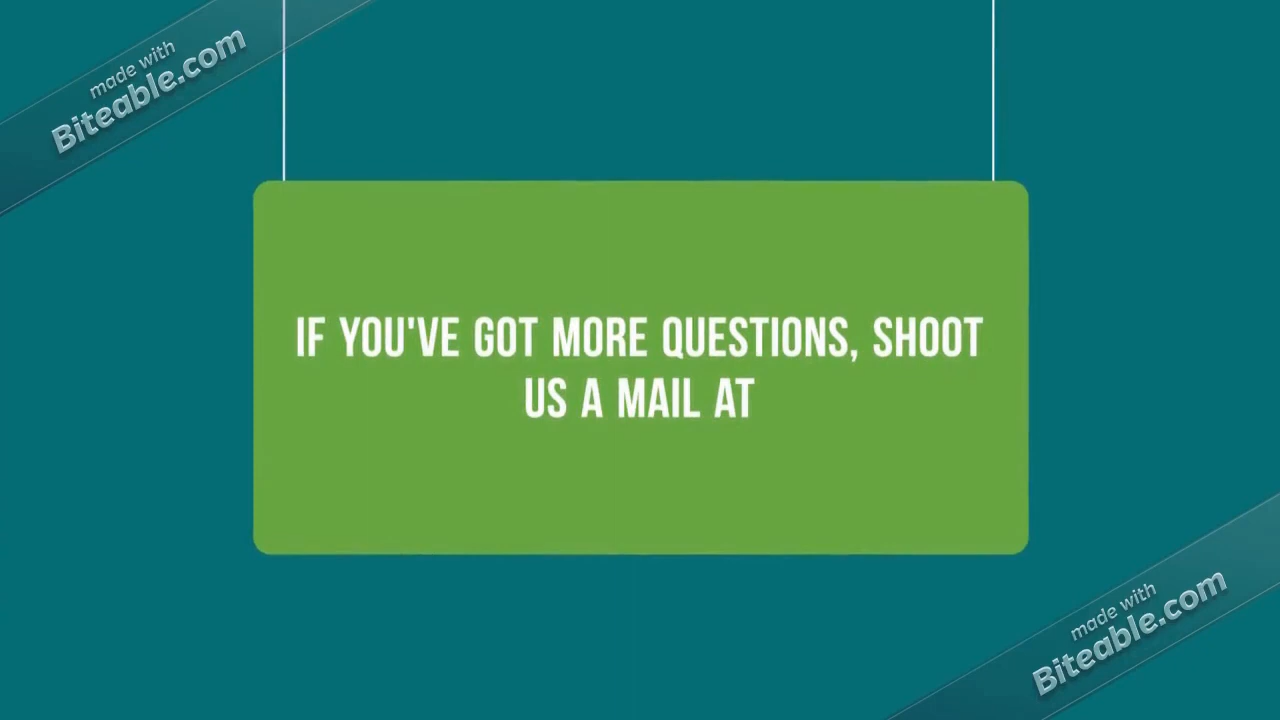 made with
Biteable.com
IF YOU'VE GOT MORE QUESTIONS, SHOOT
US A MAIL AT
made with
Biteable.com